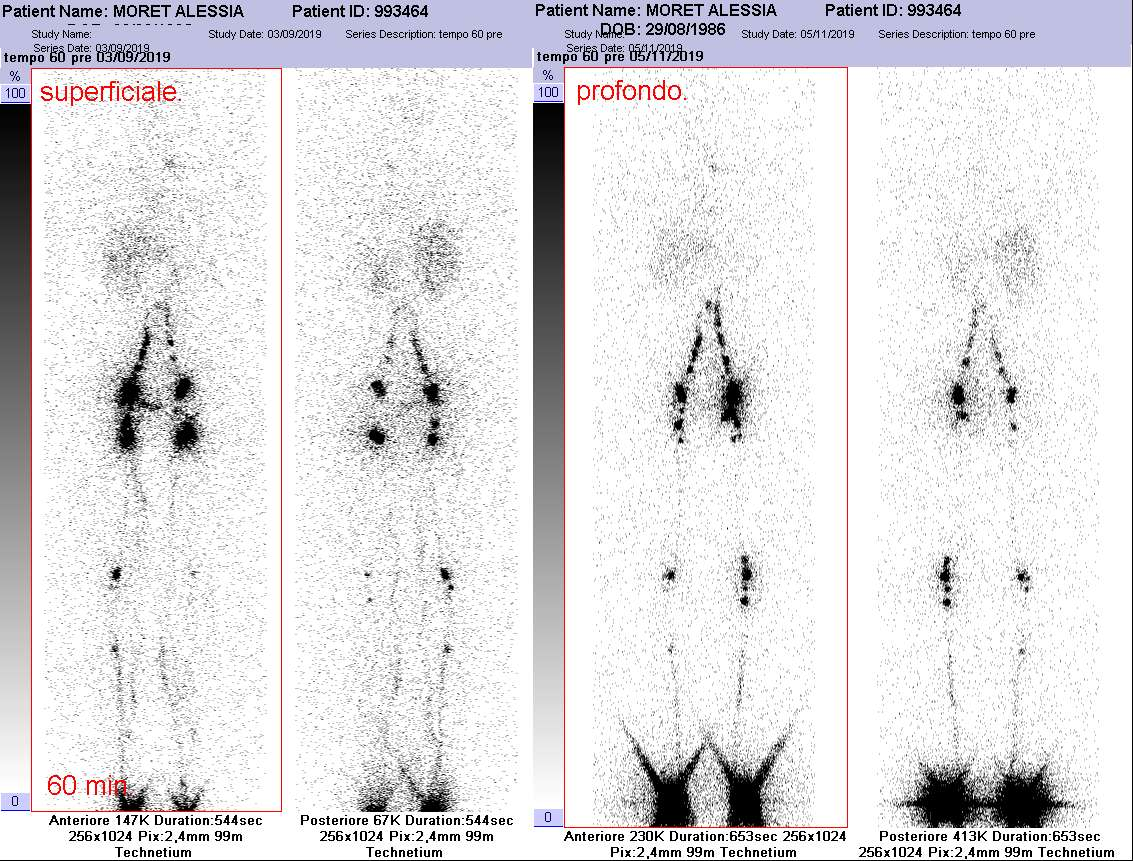 Patient Name: MORET ALESSIA Patient ID: 993464
Study Name: Study Date: 03/09/2019 Series Description: tempo 60 pre
Series Date: 03/09/2019
tempo 60 pre 03/09/2019
%
100
superficiale.
0
60 min
Anteriore 147K Duration:544sec
256x1024 Pix:2,4mm 99m
Technetium
Posteriore 67K Duration:544sec
256x1024 Pix:2,4mm 99m
Technetium
Patient Name: MORET ALESSIA Patient ID: 993464
DOB: 29/08/1986
Study Name: Study Date: 05/11/2019 Series Description: tempo 60 pre
Series Date: 05/11/2019
tempo 60 pre 05/11/2019
%
100
profondo.
0
Anteriore 230K Duration:653sec 256x1024
Pix:2,4mm 99m Technetium
Posteriore 413K Duration:653sec
256x1024 Pix:2,4mm 99m Technetium